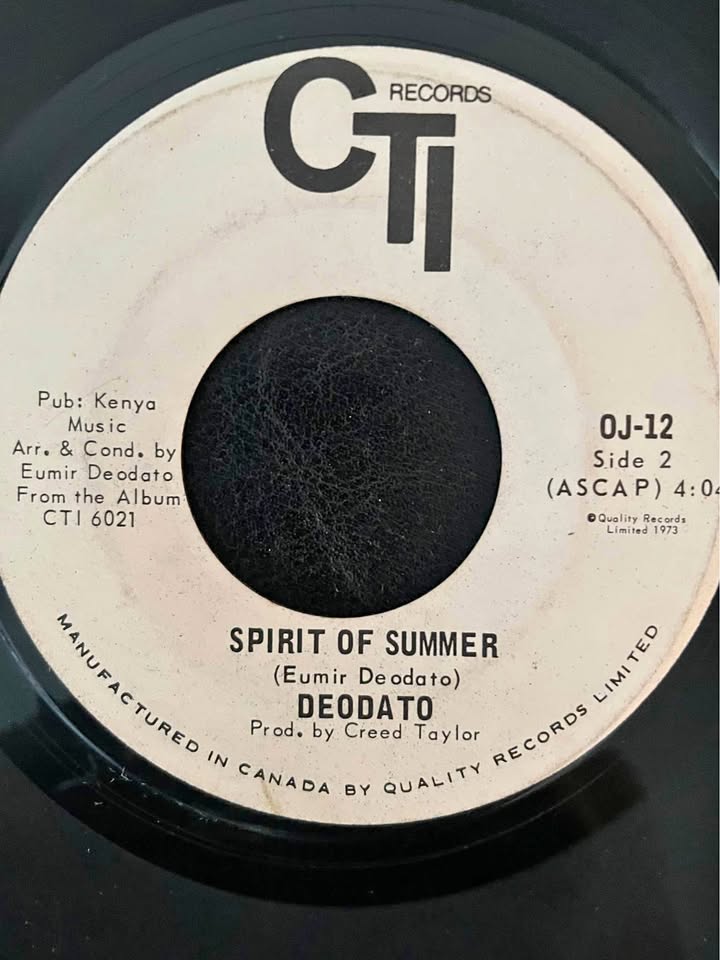 CTI RECORDS
Pub: Kenya
Music
Arr. & Cond. by
Eumir Deodato
From the Album
CTI 6021
OJ-12
Side 2
(ASCAP) 4:04
℗Quality Records
Limited 1973
SPIRIT OF SUMMER
(Eumir Deodato)
DEODATO
Prod. by Creed Taylor
MANUFACTURED IN CANADA BY QUALITY RECORDS LIMITED